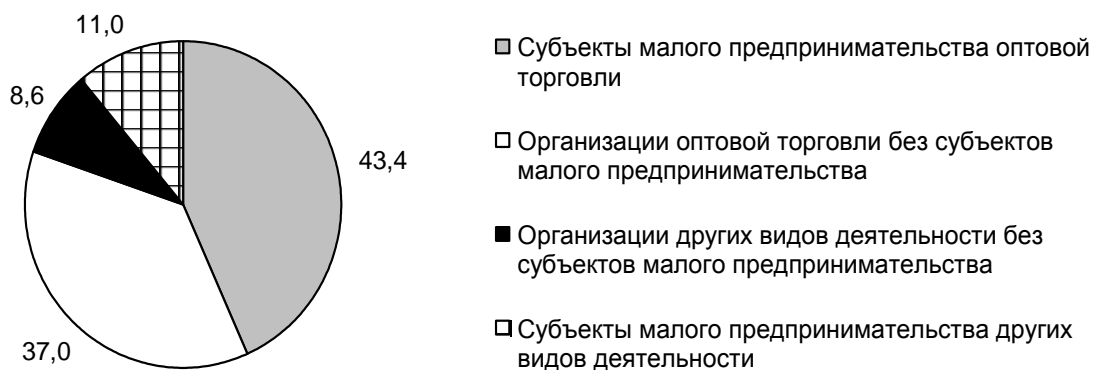 11,0
8,6
43,4
37,0
Субъекты малого предпринимательства оптовой
торговли
Организации оптовой торговли без субъектов
малого предпринимательства
Организации других видов деятельности без
субъектов малого предпринимательства
Субъекты малого предпринимательства других
видов деятельности